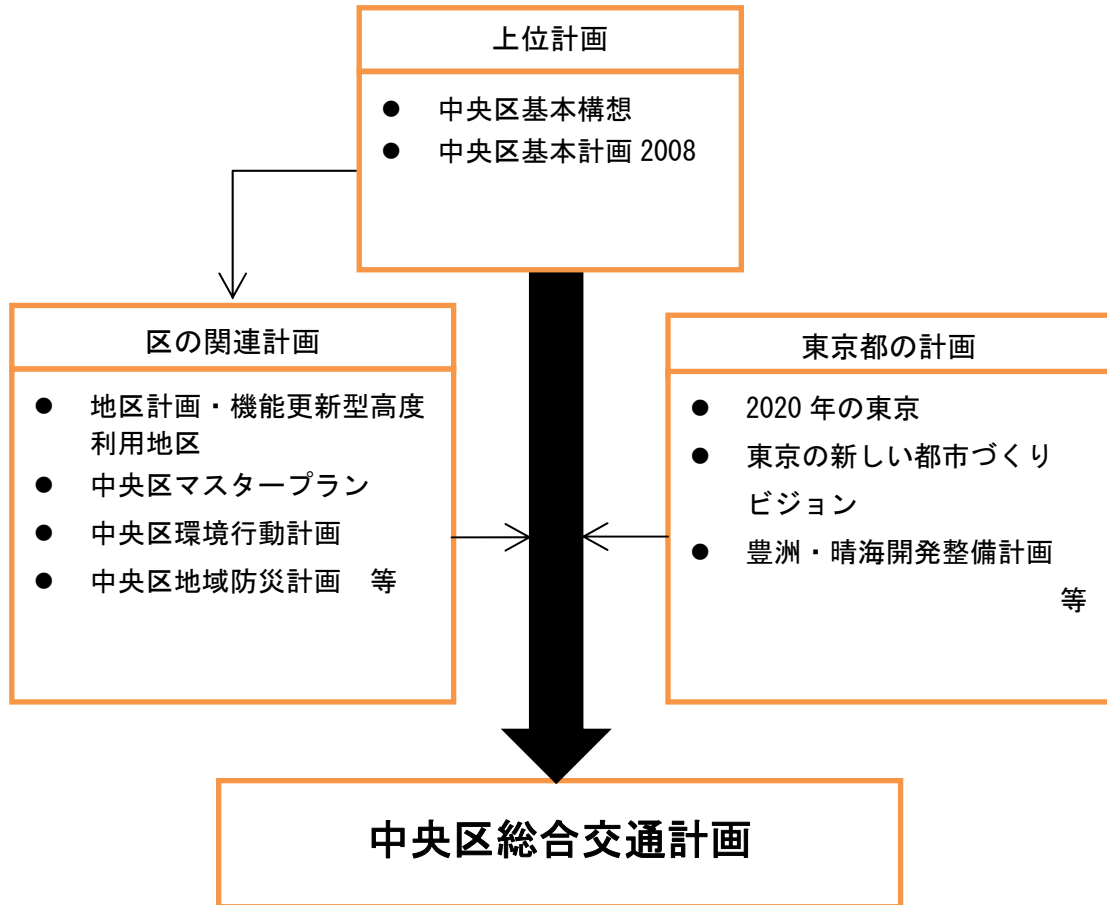 上位計画
● 中央区基本構想
● 中央区基本計画 2008
区の関連計画
● 地区計画・機能更新型高度
利用地区
● 中央区マスタープラン
● 中央区環境行動計画
● 中央区地域防災計画　等
東京都の計画
● 2020 年の東京
● 東京の新しい都市づくり
ビジョン
● 豊洲・晴海開発整備計画
等
中央区総合交通計画